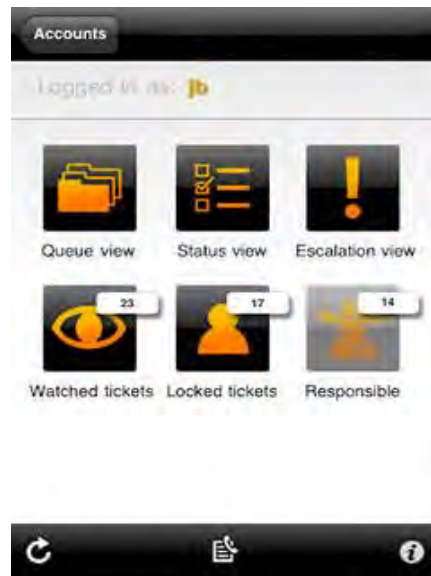 Accounts
Logged in as: jb
Queue view Status view Escalation view
23 17 14
Watched tickets Locked tickets Responsible